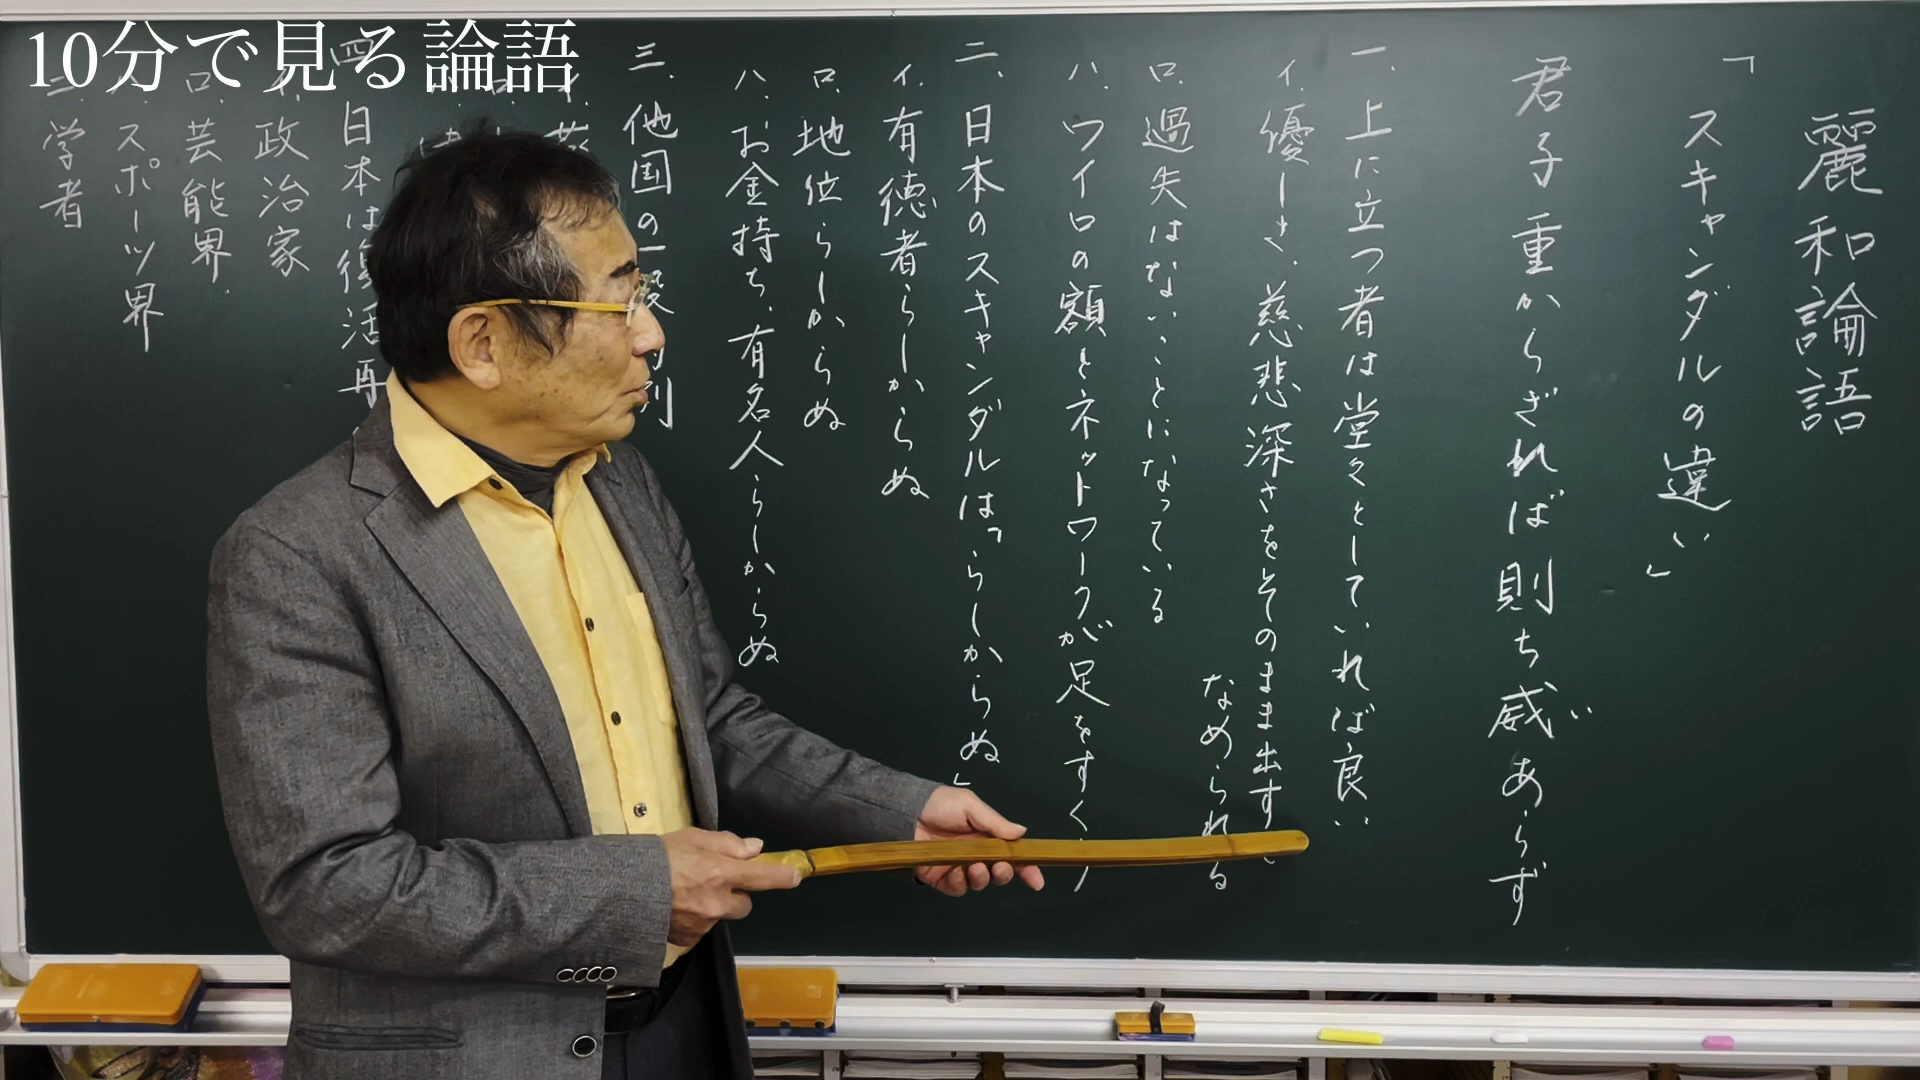 10分で見る論語
麗和論語
「スキャンダルの違い」
君子重からざれば則ち威あらず
い
一、上に立つ者は堂々としていれば良い
イ、優しさ、慈悲深さをそのまま出すと
なめられる
ロ、過失はないことになっている
ハ、ワイロの額とネットワークが足をすくう
二、日本のスキャンダルは「らしからぬ」
イ、有徳者らしからぬ
ロ、地位らしからぬ
ハ、お金持ち、有名人らしからぬ
三、他国の
日本は復活再
イ、政治家
ロ、芸能界、
ハ、スポーツ界
ニ、学者